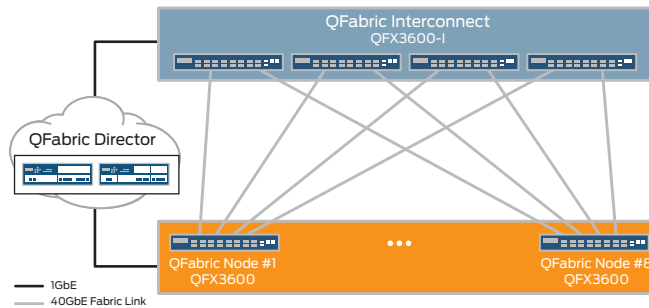 QFabric Interconnect
QFX3600-I
QFabric Director
QFabric Node #1
QFX3600
...
QFabric Node #8
QFX3600
1GbE
40GbE Fabric Link